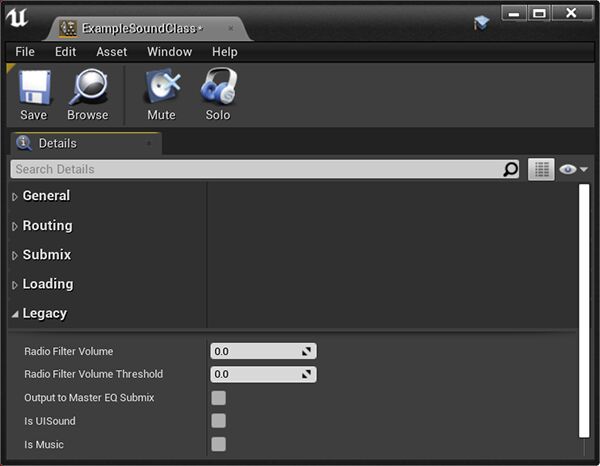 ExampleSoundClass*
File Edit Asset Window Help
Save Browse Mute Solo
Details
Search Details
General
Routing
Submix
Loading
Legacy
Radio Filter Volume 0.0
Radio Filter Volume Threshold 0.0
Output to Master EQ Submix
Is UISound
Is Music